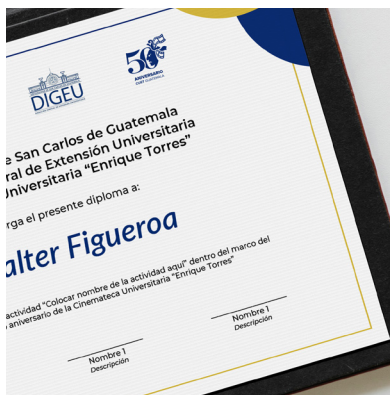 DIGEU
50
ANIVERSARIO
e San Carlos de Guatemala
ral de Extensión Universitaria
Universitaria “Enrique Torres”
rga el presente diploma a:
alter Figueroa
actividad “Colocar nombre de la actividad aquí” dentro del marco del
aniversario de la Cinemateca Universitaria “Enrique Torres”
Nombre 1
Descripción
Nombre 1
Descripción